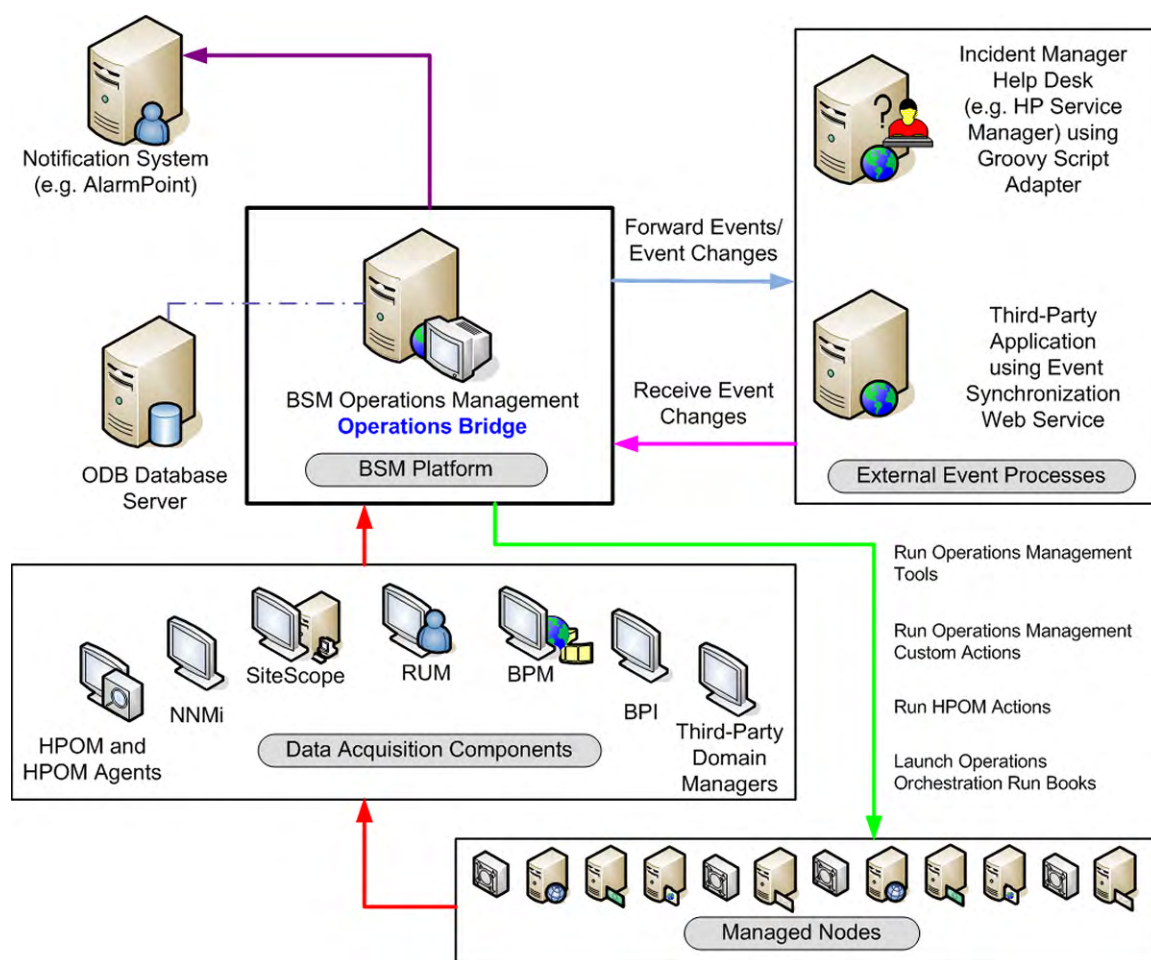 Notification System
(e.g. AlarmPoint)
Incident Manager
Help Desk
(e.g. HP Service
Manager) using
Groovy Script
Adapter
?
Forward Events/
Event Changes
BSM Operations Management
Operations Bridge
BSM Platform
ODB Database
Server
Receive Event
Changes
Third-Party
Application
using Event
Synchronization
Web Service
External Event Processes
Run Operations Management
Tools
Run Operations Management
Custom Actions
Run HPOM Actions
Launch Operations
Orchestration Run Books
HPOM and
HPOM Agents
NNMi
SiteScope
RUM
BPM
BPI
Third-Party
Domain
Managers
Data Acquisition Components
Managed Nodes